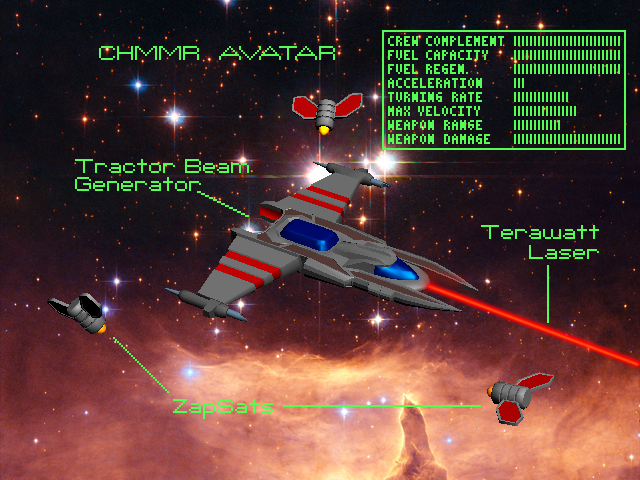 CHMMR AVATAR
CREW COMPLEMENT
FUEL CAPACITY
FUEL REGEN.
ACCELERATION
TURNING RATE
MAX VELOCITY
WEAPON RANGE
WEAPON DAMAGE
Tractor Beam
Generator
Terawatt
Laser
ZapSats